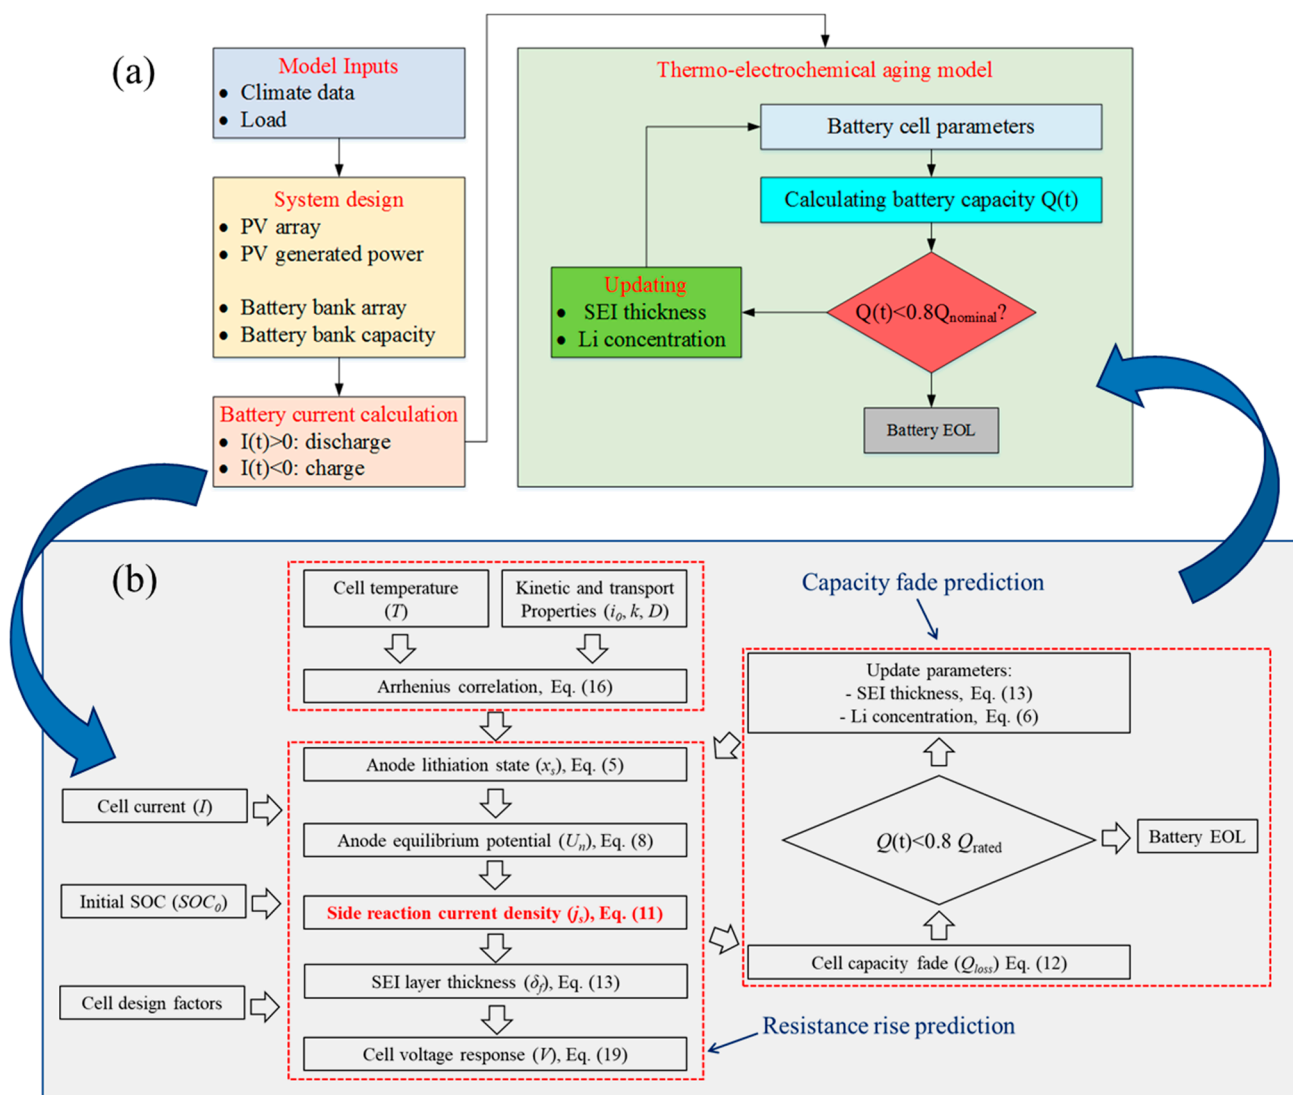 (a)
Model Inputs
● Climate data
● Load
System design
● PV array
● PV generated power
● Battery bank array
● Battery bank capacity
Battery current calculation
● I(t)>0: discharge
● I(t)<0: charge
Thermo-electrochemical aging model
Battery cell parameters
Calculating battery capacity Q(t)
Q(t)<0.8Qnominal?
Updating
● SEI thickness
● Li concentration
Battery EOL
(b)
Cell temperature
(T)
Kinetic and transport
Properties (i0, k, D)
Arrhenius correlation, Eq. (16)
Cell current (I)
Initial SOC (SOC0)
Cell design factors
Anode lithiation state (xs), Eq. (5)
Anode equilibrium potential (Un), Eq. (8)
Side reaction current density (js), Eq. (11)
SEI layer thickness (δf), Eq. (13)
Cell voltage response (V), Eq. (19)
Capacity fade prediction
Update parameters:
- SEI thickness, Eq. (13)
- Li concentration, Eq. (6)
Q(t)<0.8 Qrated
Battery EOL
Cell capacity fade (Qloss) Eq. (12)
Resistance rise prediction